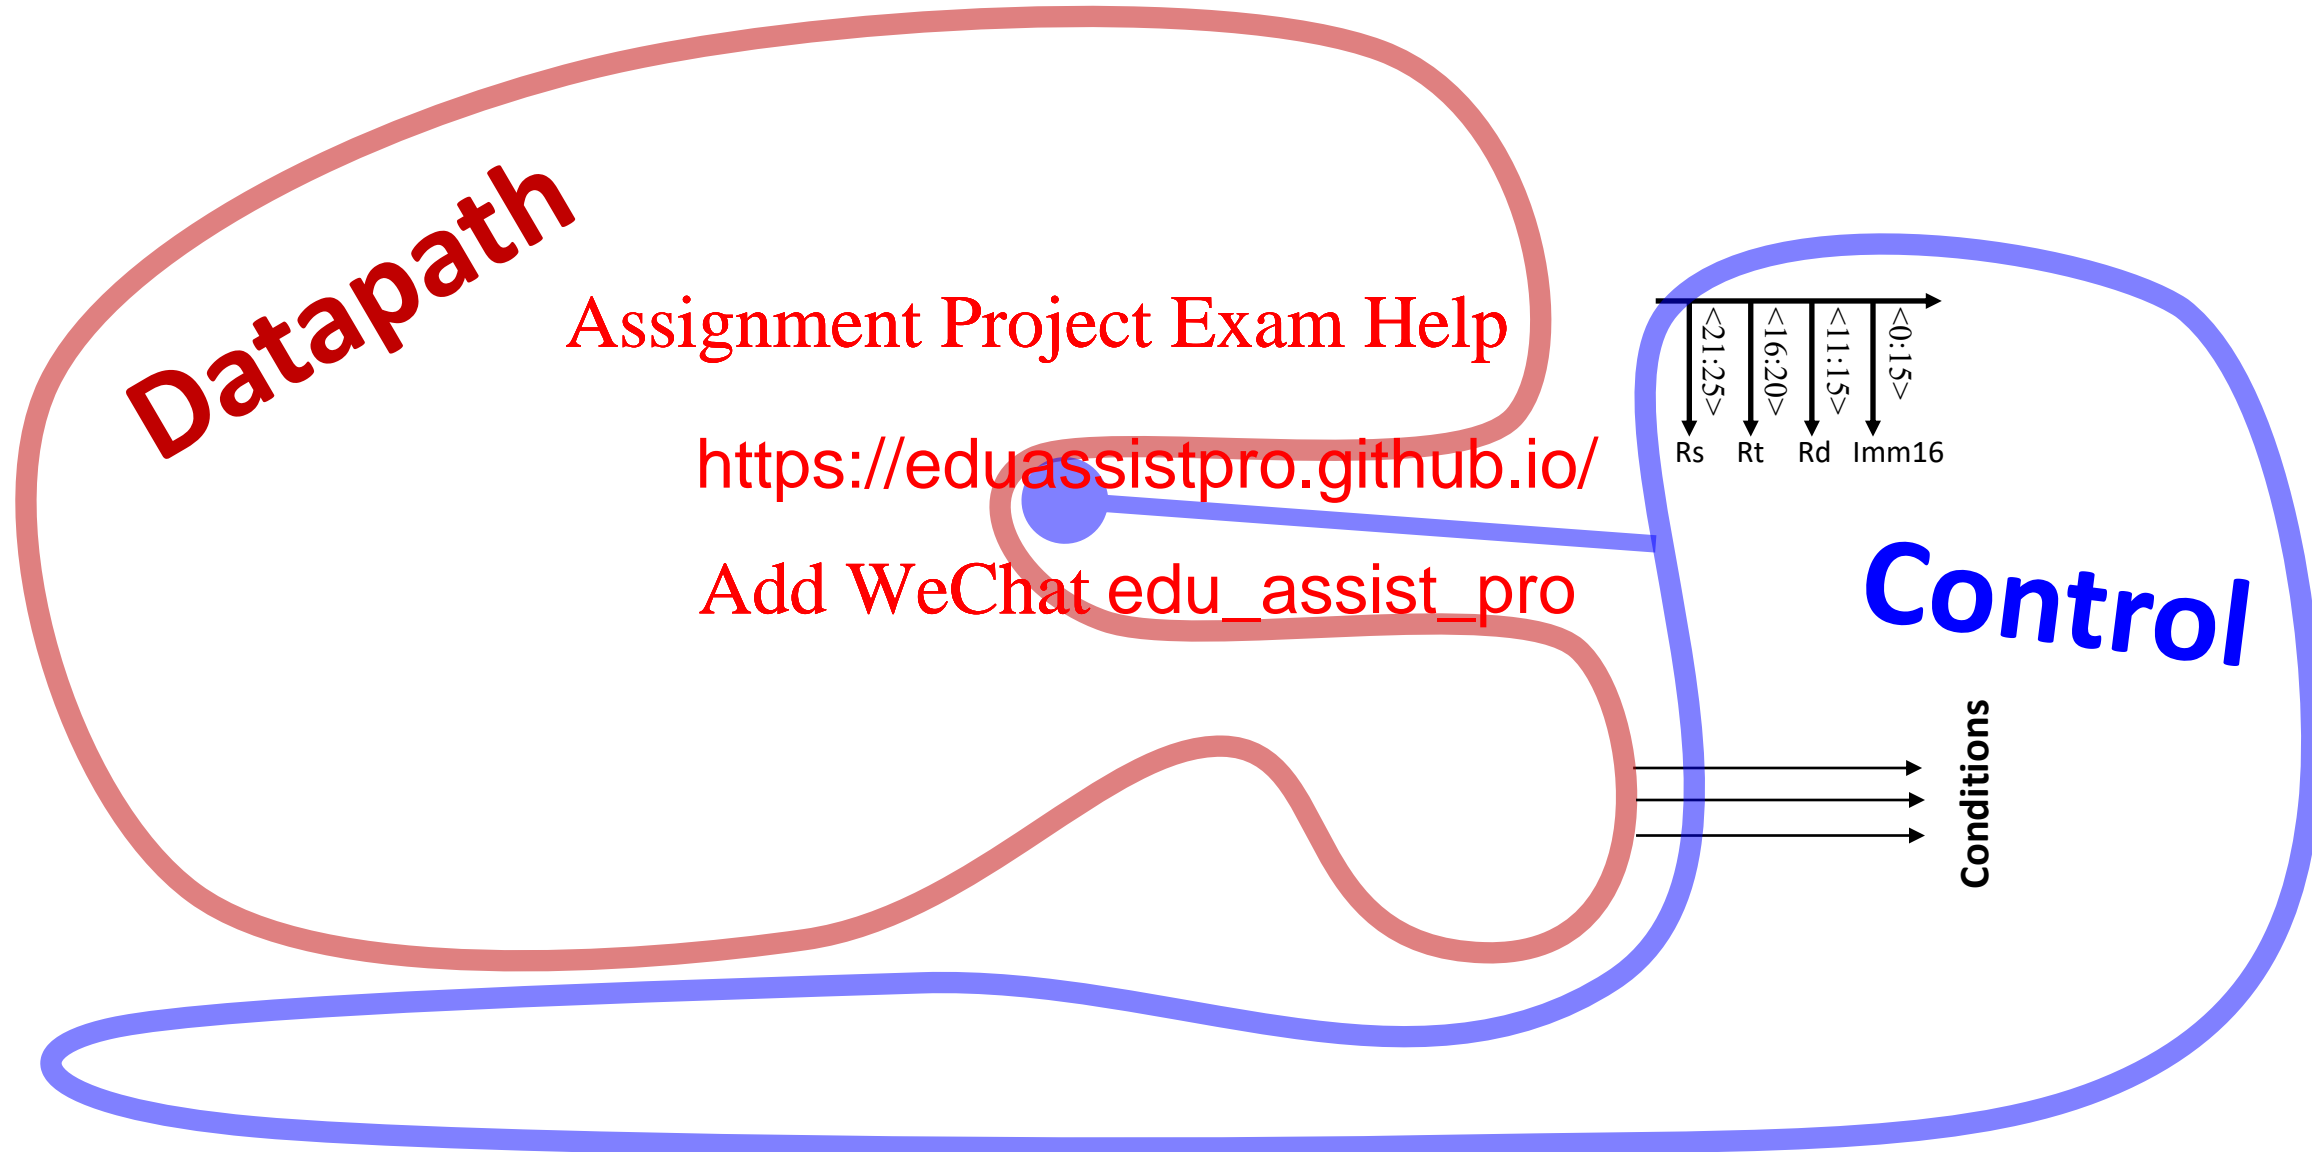 Datapath
Assignment Project Exam Help
https://eduassistpro.github.io/
Add WeChat edu_assist_pro
<21:25>
<16:20>
<11:15>
<0:15>
Rs
Rt
Rd
Imm16
Control
Conditions